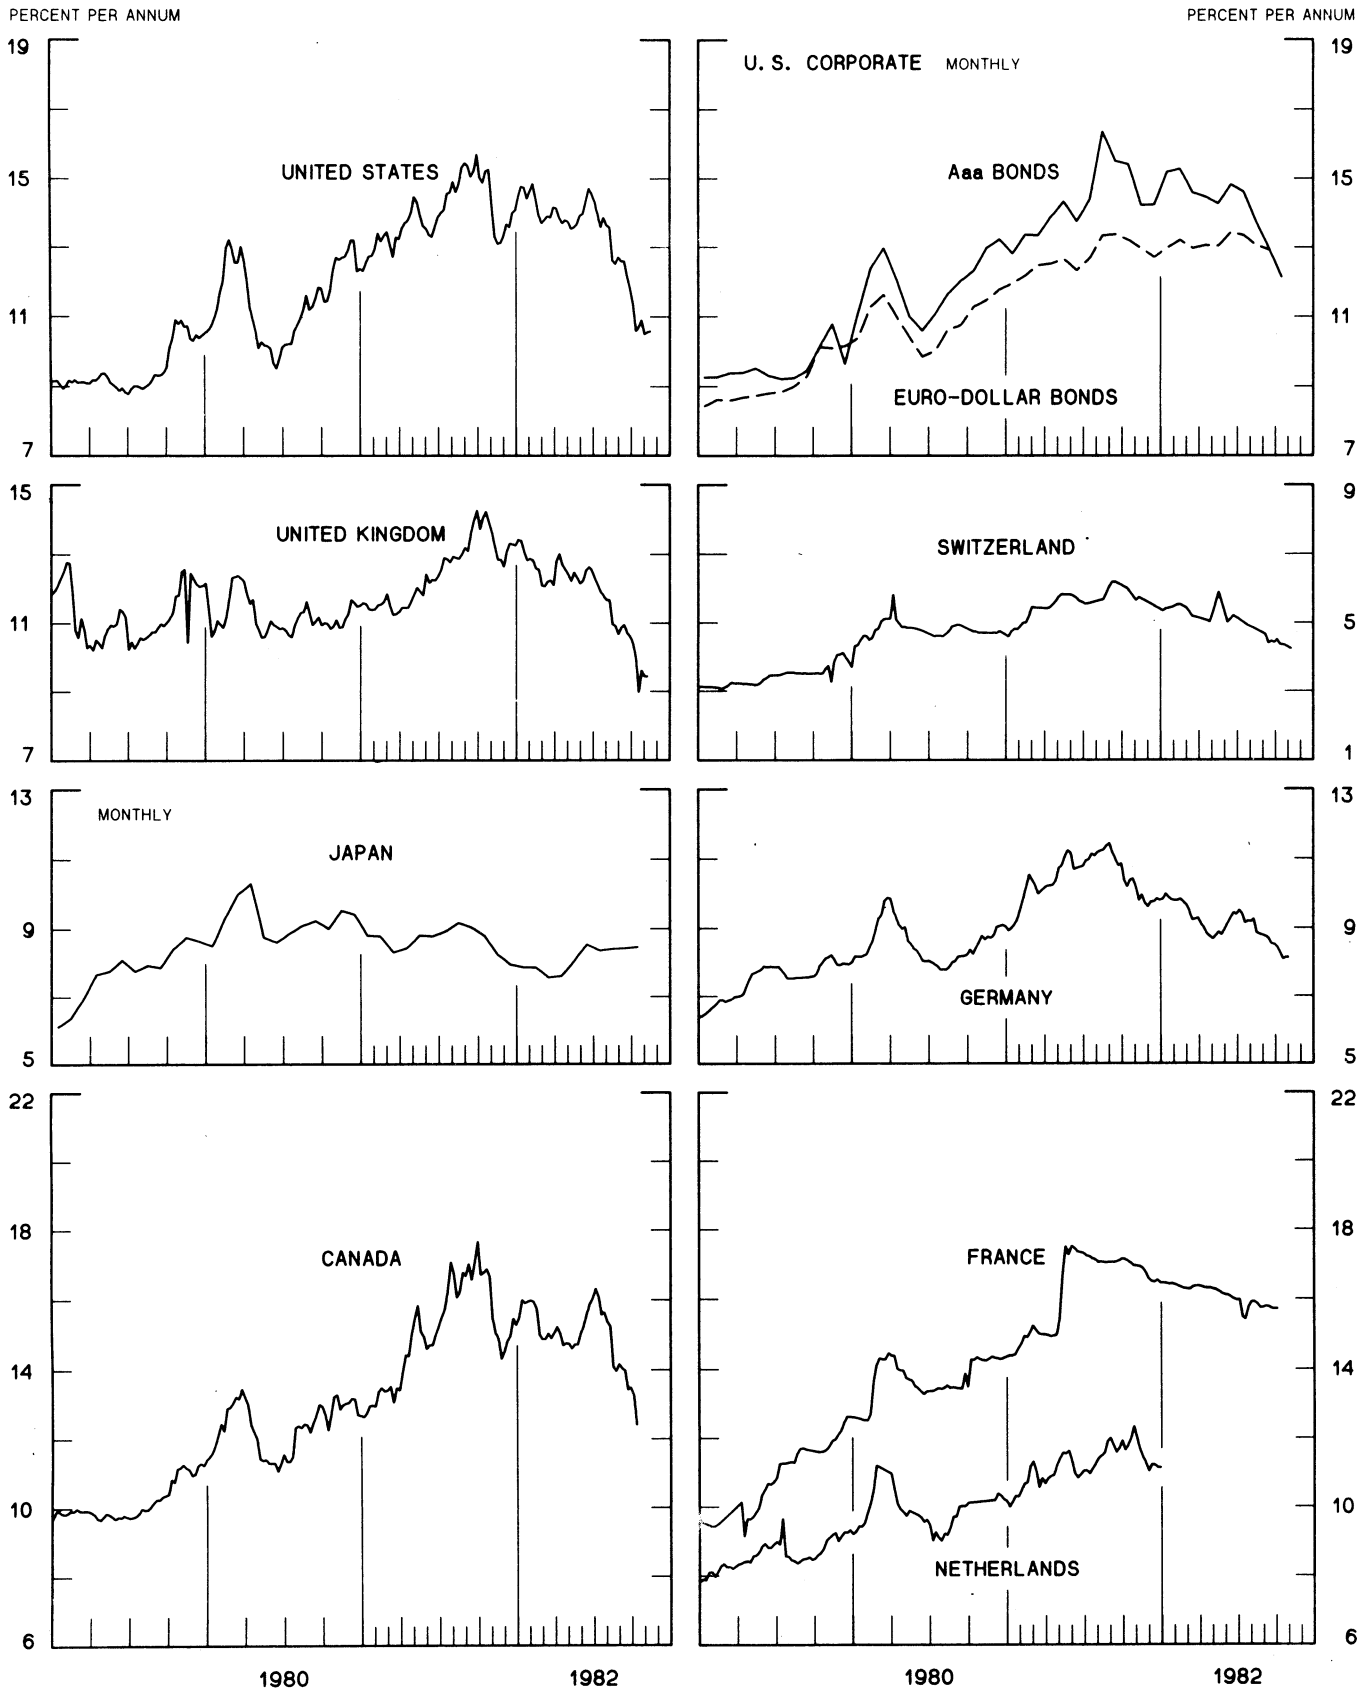 PERCENT PER ANNUM PERCENT PER ANNUM
19 19
U. S. CORPORATE MONTHLY
UNITED STATES Aaa BONDS
15 15
11 11
EURO-DOLLAR BONDS
7 7
15 9
UNITED KINGDOM SWITZERLAND
11 5
7 1
13 13
MONTHLY
JAPAN
9 9
GERMANY
5 5
22 22
18 18
CANADA FRANCE
14 14
10 10
NETHERLANDS
6 6
1980 1982 1980 1982